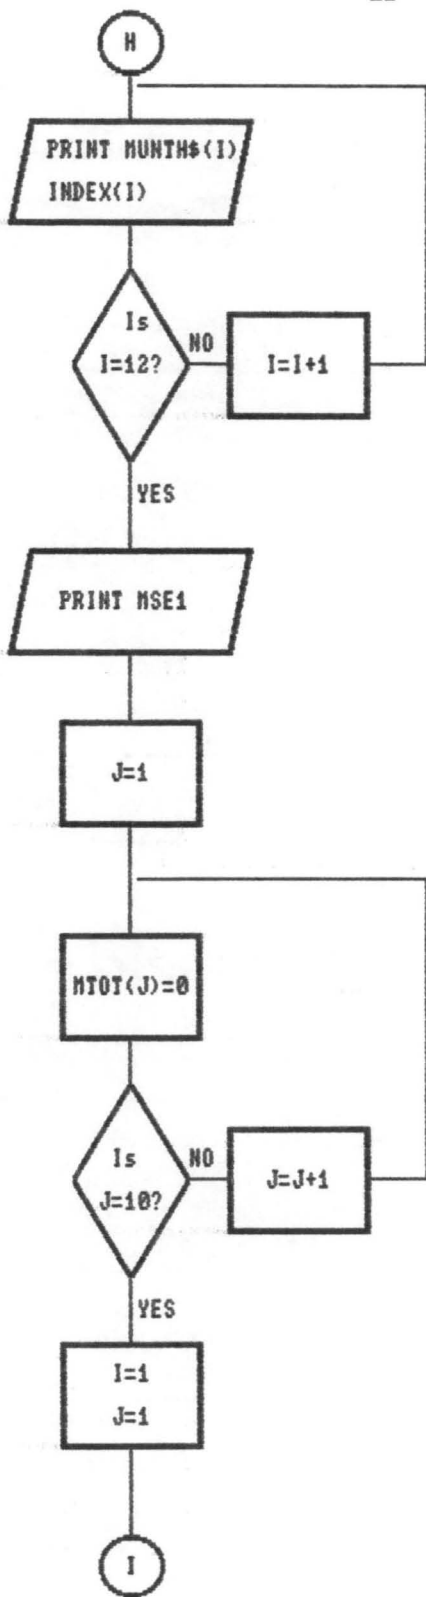 H
PRINT MUNTH$(I)
INDEX(I)
Is
I=12?
NO
I=I+1
YES
PRINT MSE1
J=1
MTOT(J)=0
Is
J=10?
NO
J=J+1
YES
I=1
J=1
I